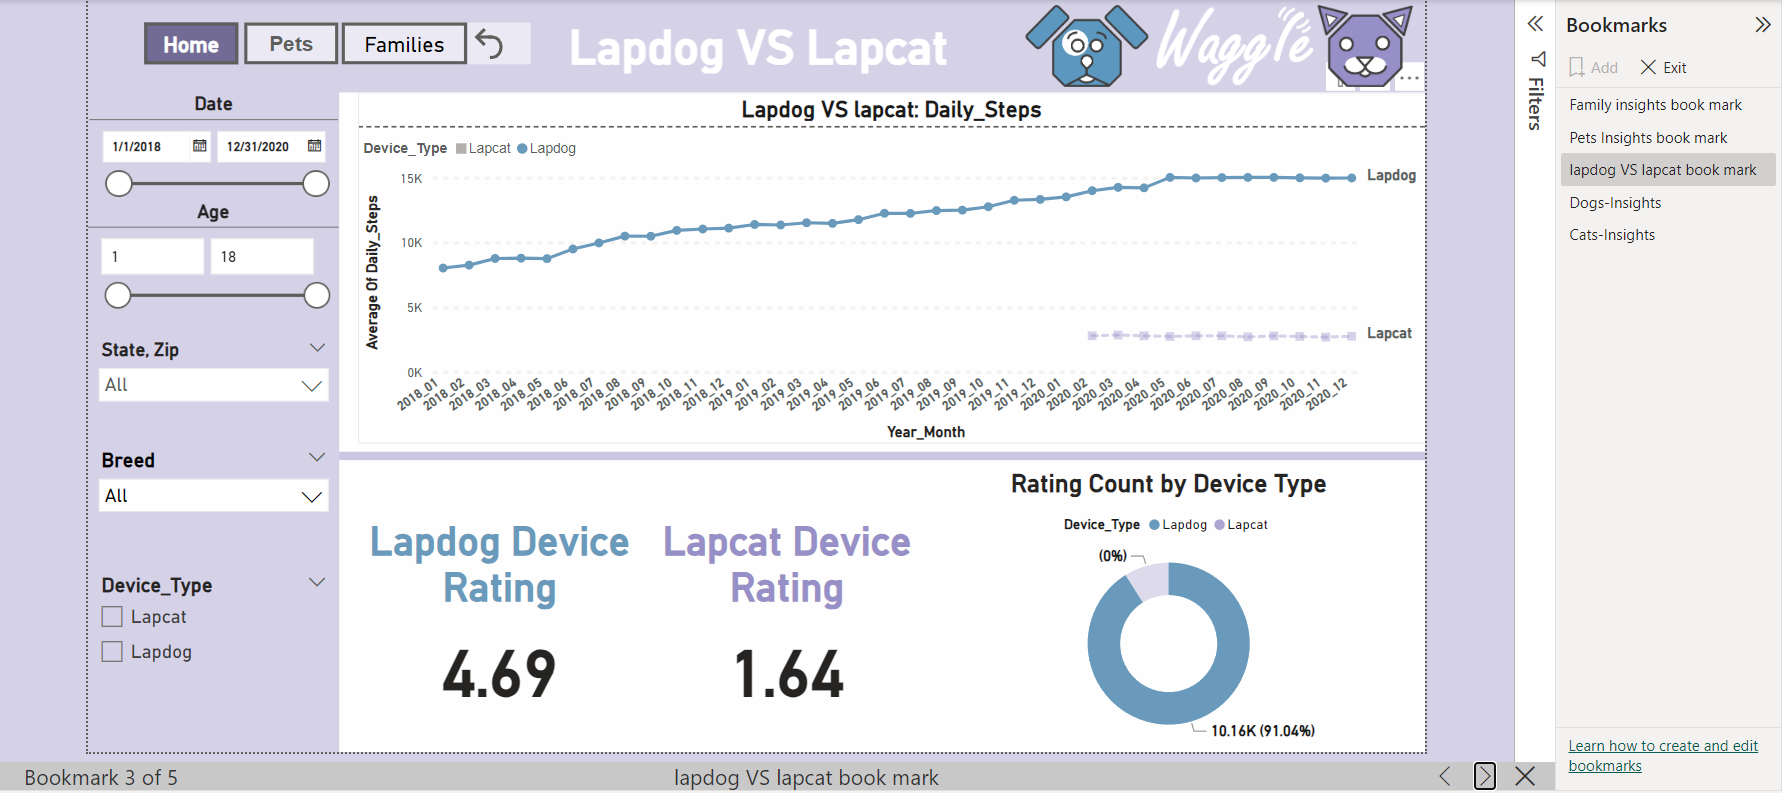 Home
Pets
Families
Lapdog VS Lapcat
Waggle
Date
1/1/2018
12/31/2020
Age
1
18
State, Zip
All
Breed
All
Device_Type
Lapcat
Lapdog
Lapdog VS lapcat: Daily_Steps
Device_Type Lapcat Lapdog
Average Of Daily_Steps
15K
10K
5K
0K
Lapdog
Lapcat
2018_01 2018_02 2018_03 2018_04 2018_05 2018_06 2018_07 2018_08 2018_09 2018_10 2018_11 2018_12 2019_01 2019_02 2019_03 2019_04 2019_05 2019_06 2019_07 2019_08 2019_09 2019_10 2019_11 2019_12 2020_01 2020_02 2020_03 2020_04 2020_05 2020_06 2020_07 2020_08 2020_09 2020_10 2020_11 2020_12
Year_Month
Lapdog Device
Rating
4.69
Lapcat Device
Rating
1.64
Rating Count by Device Type
Device_Type Lapdog Lapcat
(0%)
10.16K (91.04%)
Filters
Bookmarks
Add
Exit
Family insights book mark
Pets Insights book mark
lapdog VS lapcat book mark
Dogs-Insights
Cats-Insights
Learn how to create and edit
bookmarks
Bookmark 3 of 5
lapdog VS lapcat book mark